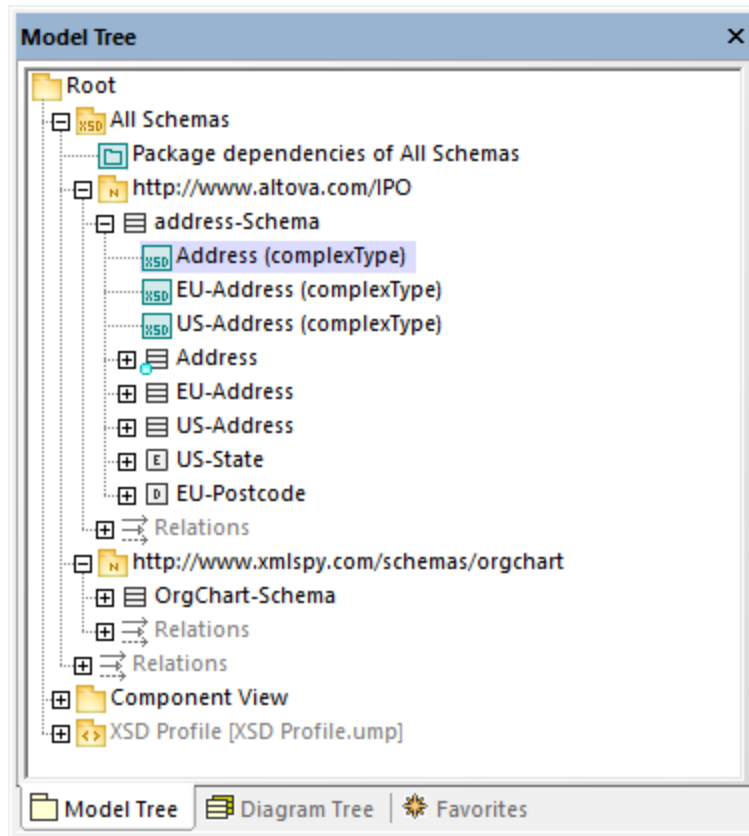 Model Tree
Root
All Schemas
Package dependencies of All Schemas
http://www.altova.com/IPO
address-Schema
Address (complexType)
EU-Address (complexType)
US-Address (complexType)
Address
EU-Address
US-Address
US-State
EU-Postcode
Relations
http://www.xmlspy.com/schemas/orgchart
OrgChart-Schema
Relations
Relations
Component View
XSD Profile [XSD Profile.ump]
Model Tree Diagram Tree Favorites